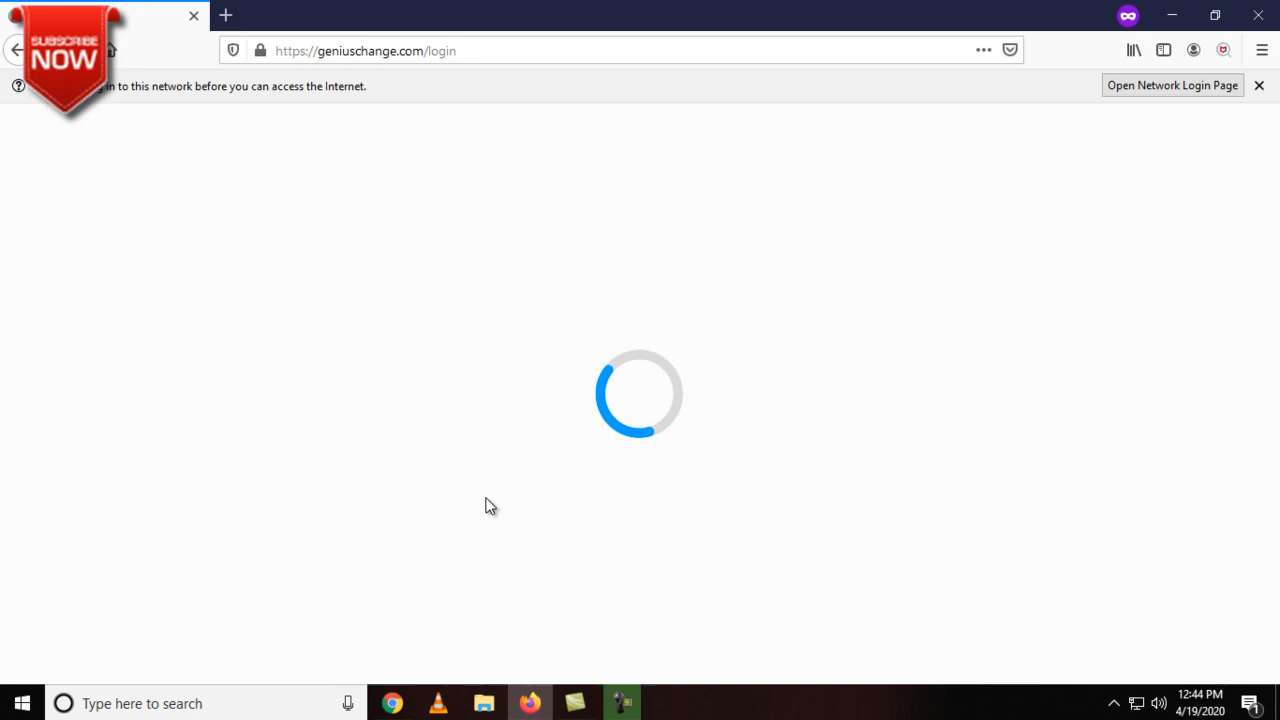 SUBSCRIBE
NOW
https://geniuschange.com/login
in to this network before you can access the Internet.
Open Network Login Page
Type here to search
12:44 PM
4/19/2020
1